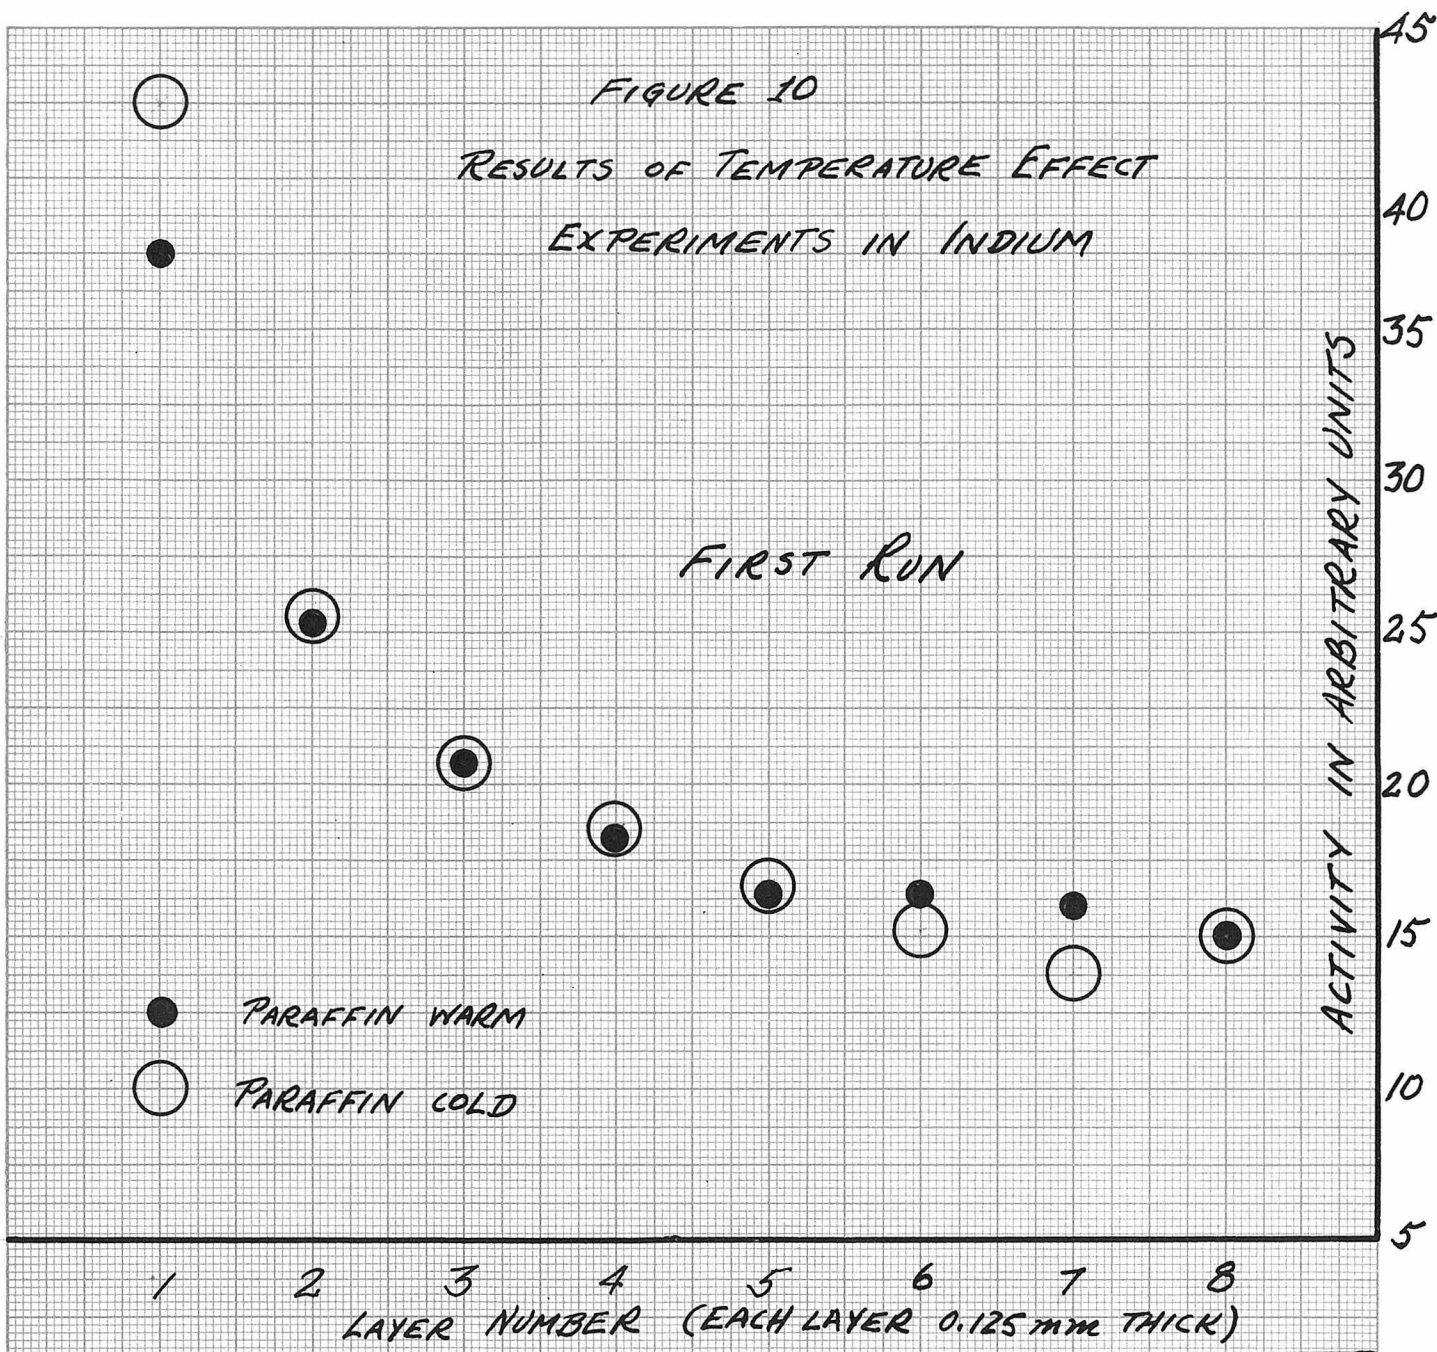 FIGURE 10
RESULTS OF TEMPERATURE EFFECT
EXPERIMENTS IN INDIUM
FIRST RUN
PARAFFIN WARM
PARAFFIN COLD
45
40
35
30
25
20
15
10
5
ACTIVITY IN ARBITRARY UNITS
1 2 3 4 5 6 7 8
LAYER NUMBER (EACH LAYER 0.125 mm THICK)